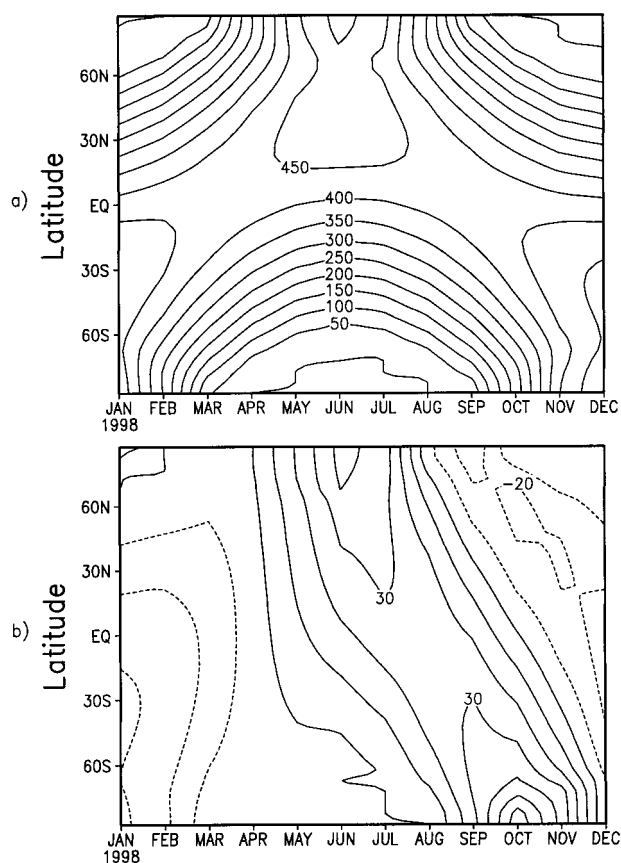 60N
30N
EQ
30S
60S
a)
Latitude
450
400
350
300
250
200
150
100
50
JAN FEB MAR APR MAY JUN JUL AUG SEP OCT NOV DEC
1998
60N
30N
EQ
30S
60S
b)
Latitude
-20
30
30
JAN FEB MAR APR MAY JUN JUL AUG SEP OCT NOV DEC
1998